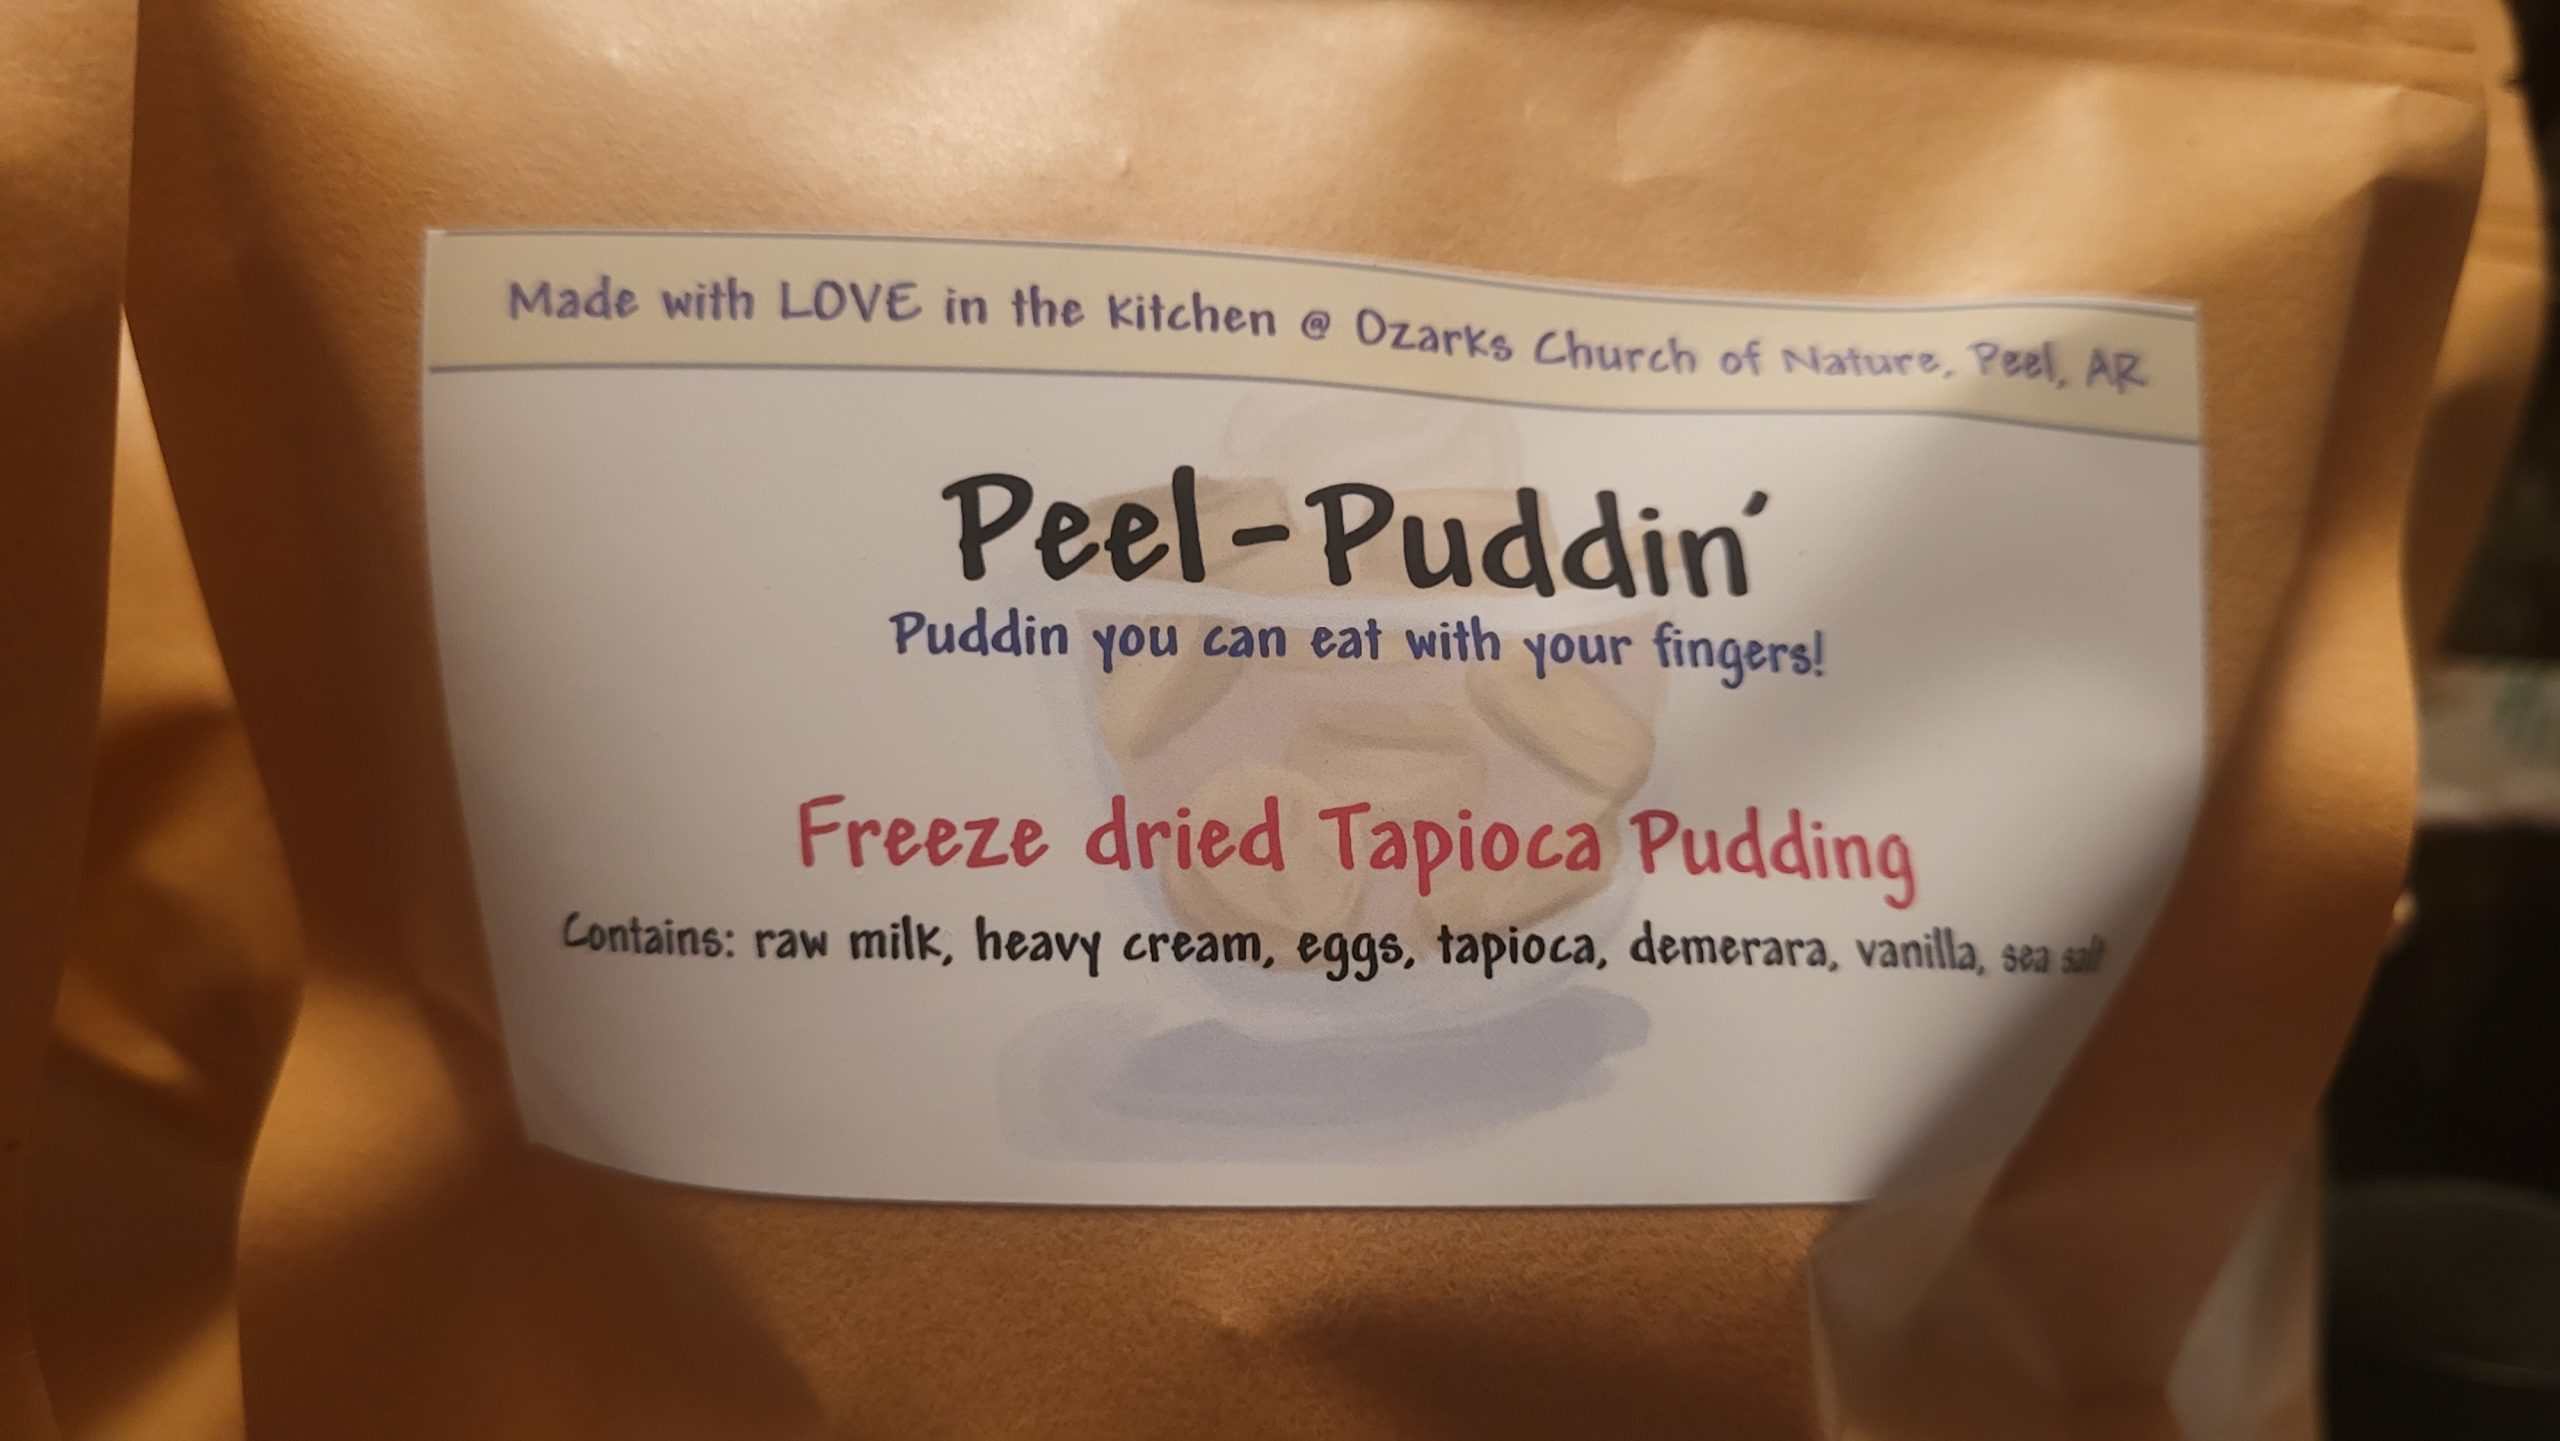 Made with LOVE in the kitchen @ Ozarks Church of Nature, Peel, AR
Peel-Puddin'
Puddin you can eat with your fingers!
Freeze dried Tapioca Pudding
Contains: raw milk, heavy cream, eggs, tapioca, demerara, vanilla, sea salt